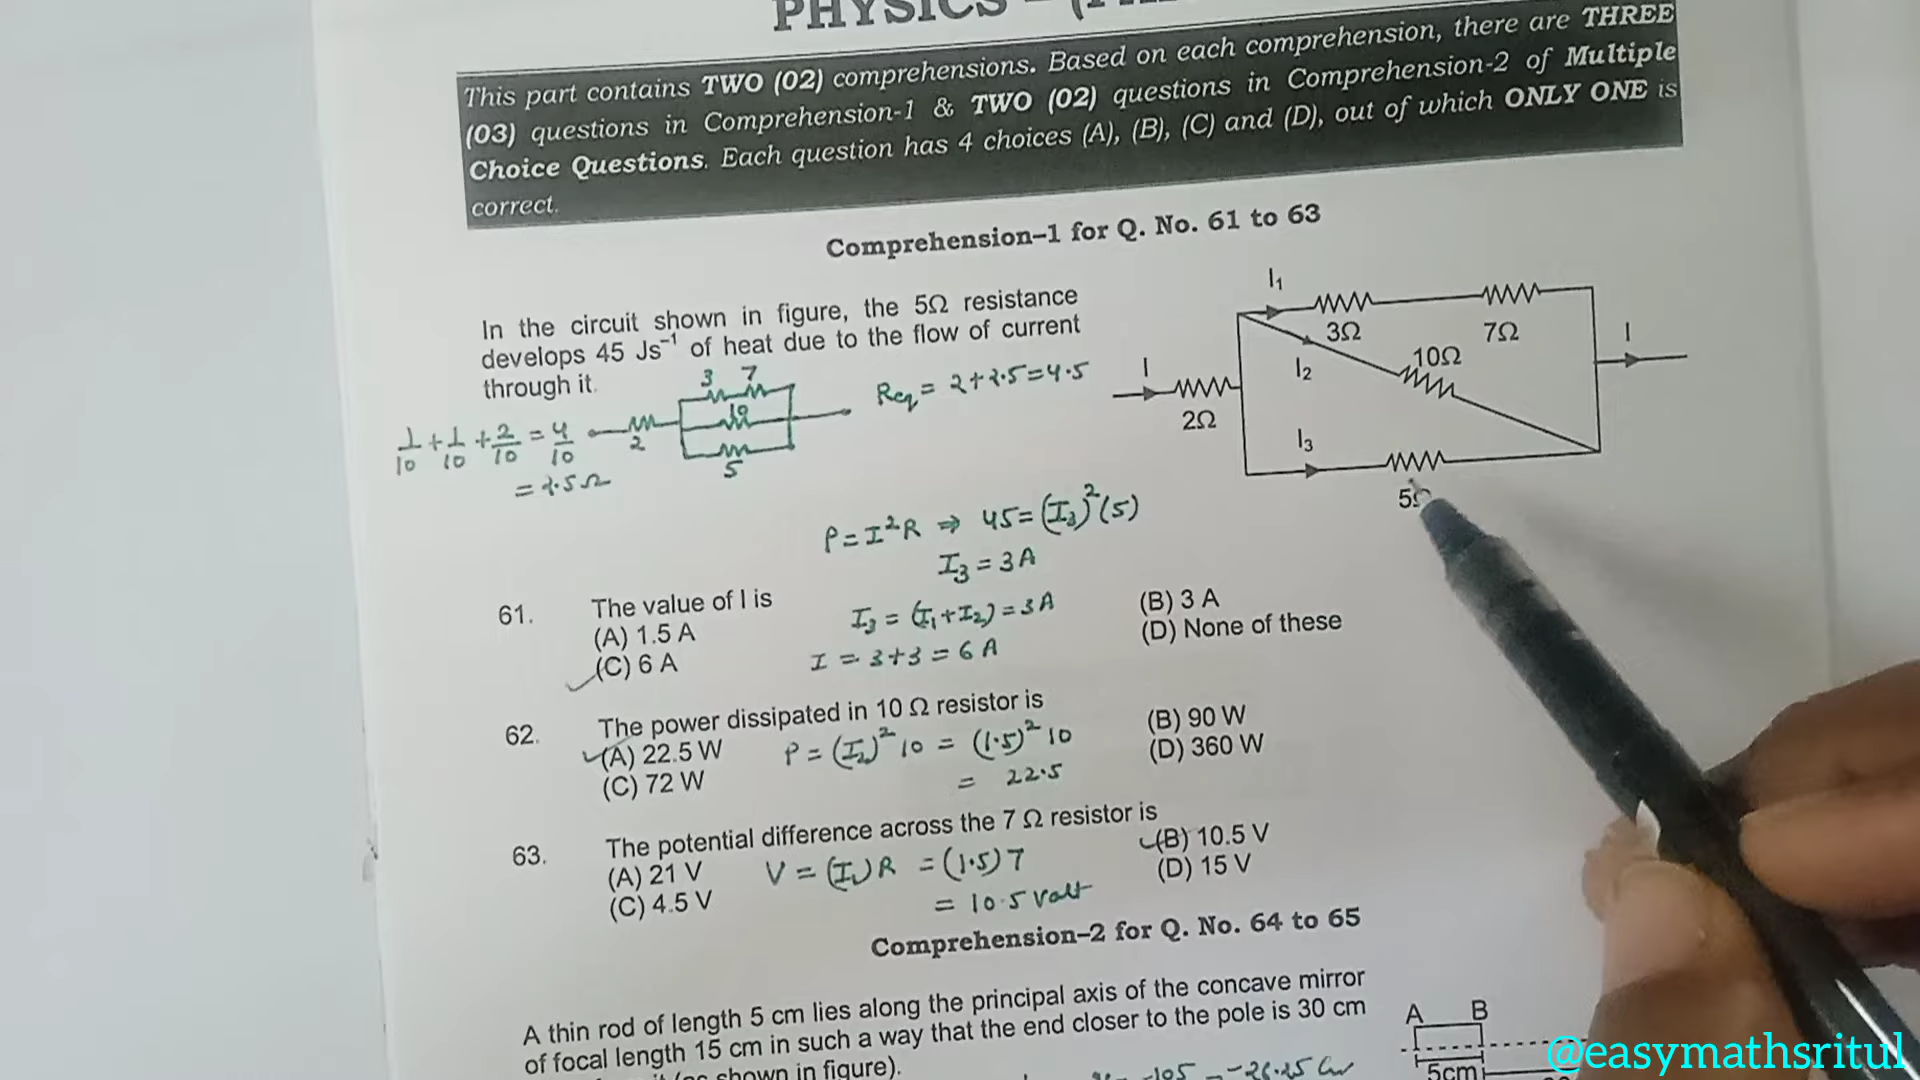 PHYSICS – (
This part contains TWO (02) comprehensions. Based on each comprehension, there are THREE
(03) questions in Comprehension-1 & TWO (02) questions in Comprehension-2 of Multiple
Choice Questions. Each question has 4 choices (A), (B), (C) and (D), out of which ONLY ONE is
correct.
Comprehension–1 for Q. No. 61 to 63
In the circuit shown in figure, the 5Ω resistance
develops 45 Js⁻¹ of heat due to the flow of current
through it.
3 7
10
2
5
Req = 2+2.5=4.5
1/10 + 1/10 + 2/10 = 4/10
= 2.5Ω
I₁
3Ω 7Ω
10Ω
I
I₂
I
2Ω
I₃
5Ω
P = I²R ⇒ 45 = (I₃)²(5)
I₃ = 3A
61. The value of I is
(A) 1.5 A
(B) 3 A
(C) 6 A
(D) None of these
I₃ = (I₁+I₂) = 3A
I = 3+3 = 6A
62. The power dissipated in 10 Ω resistor is
(A) 22.5 W
(B) 90 W
(C) 72 W
(D) 360 W
P = (I₂)² 10 = (1.5)² 10
= 22.5
63. The potential difference across the 7 Ω resistor is
(A) 21 V
(B) 10.5 V
(C) 4.5 V
(D) 15 V
V = (I₁)R = (1.5)7
= 10.5 volt
Comprehension–2 for Q. No. 64 to 65
A thin rod of length 5 cm lies along the principal axis of the concave mirror
of focal length 15 cm in such a way that the end closer to the pole is 30 cm
shown in figure).
A B
5cm
-105 = -26.25 cm
@easymathsritul